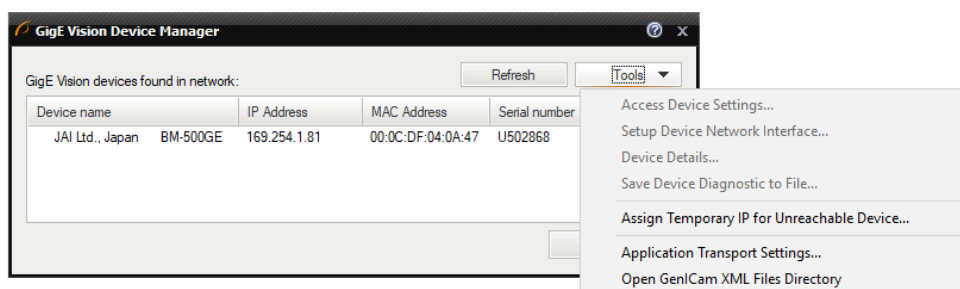 GigE Vision Device Manager
GigE Vision devices found in network:
Refresh
Tools
Device name IP Address MAC Address Serial number
JAI Ltd., Japan BM-500GE 169.254.1.81 00:0C:DF:04:0A:47 U502868
Access Device Settings...
Setup Device Network Interface...
Device Details...
Save Device Diagnostic to File...
Assign Temporary IP for Unreachable Device...
Application Transport Settings...
Open GenICam XML Files Directory